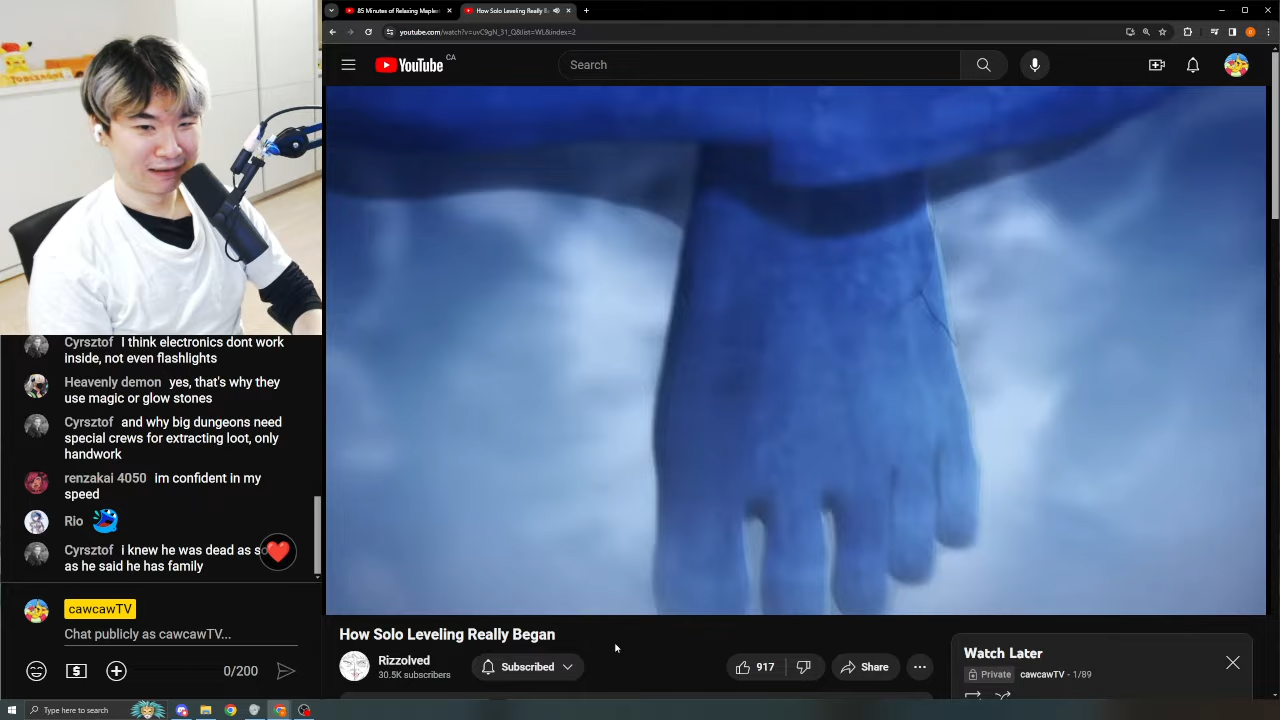 85 Minutes of Relaxing Maples
How Solo Leveling Really Be
youtube.com/watch?v=uvC9gN_31_Q&list=WL&index=2
YouTube CA
Search
Cyrsztof I think electronics dont work
inside, not even flashlights
Heavenly demon yes, that's why they
use magic or glow stones
Cyrsztof and why big dungeons need
special crews for extracting loot, only
handwork
renzakai 4050 im confident in my
speed
Rio
Cyrsztof i knew he was dead as
as he said he has family
cawcawTV
Chat publicly as cawcawTV...
0/200
How Solo Leveling Really Began
Rizzolved
30.5K subscribers
Subscribed
917
Share
Watch Later
Private cawcawTV - 1/89
Type here to search